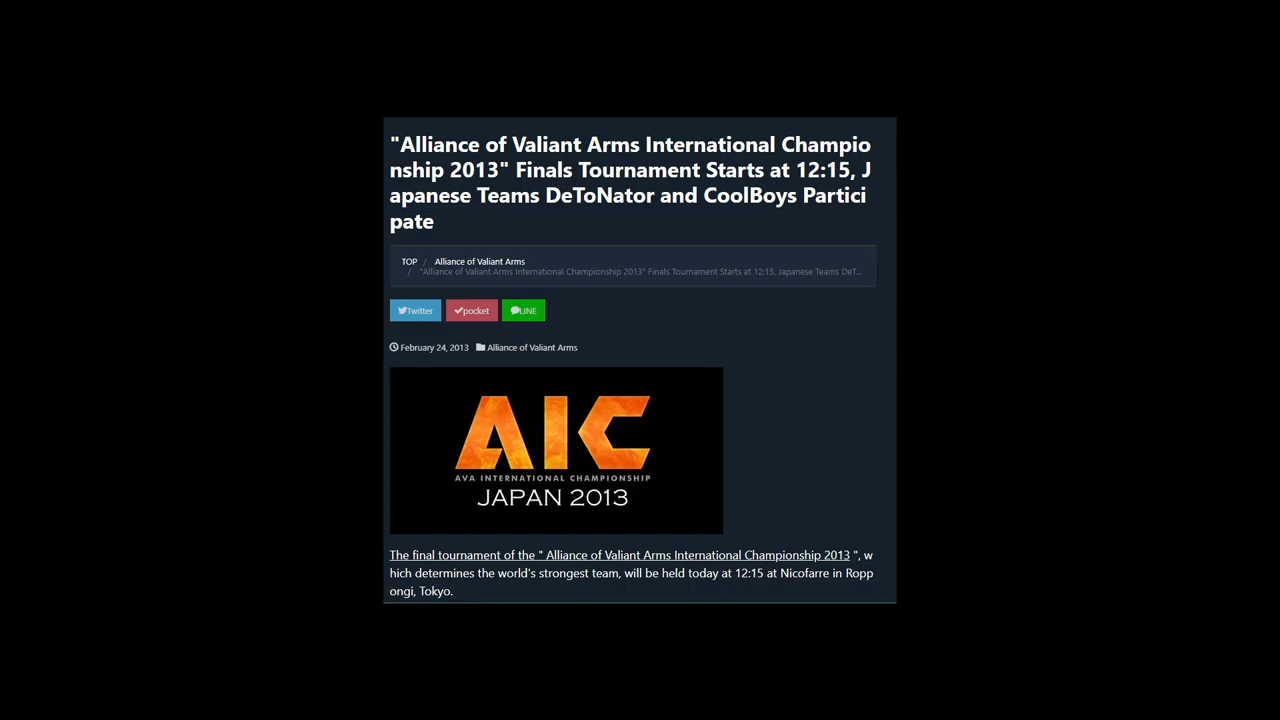 "Alliance of Valiant Arms International Champio
nship 2013" Finals Tournament Starts at 12:15, J
apanese Teams DeToNator and CoolBoys Partici
pate
TOP / Alliance of Valiant Arms
/ "Alliance of Valiant Arms International Championship 2013" Finals Tournament Starts at 12:15, Japanese Teams DeT...
Twitter pocket LINE
February 24, 2013 Alliance of Valiant Arms
AIC
AVA INTERNATIONAL CHAMPIONSHIP
JAPAN 2013
The final tournament of the " Alliance of Valiant Arms International Championship 2013 ", w
hich determines the world's strongest team, will be held today at 12:15 at Nicofarre in Ropp
ongi, Tokyo.